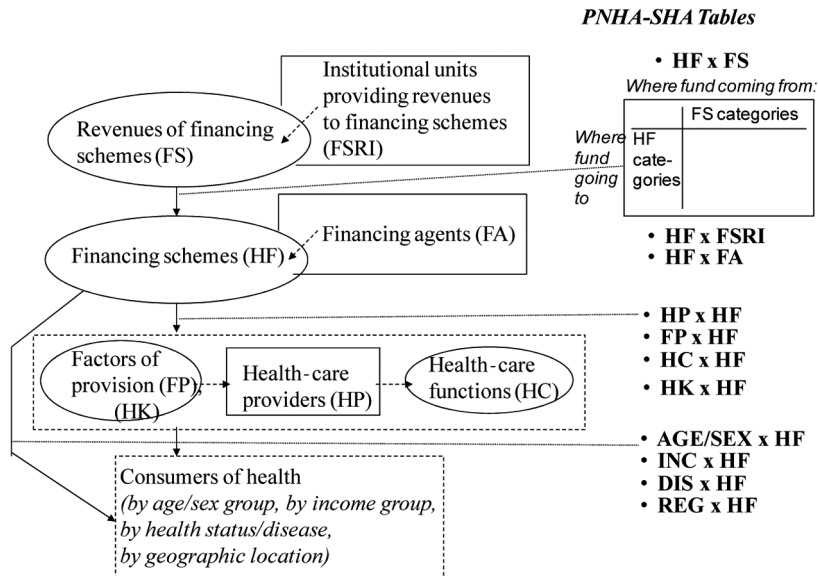 PNHA-SHA Tables
• HF x FS
Where fund coming from:
FS categories
Where
fund
going
to
HF
cate-
gories
Institutional units
providing revenues
to financing schemes
(FSRI)
Revenues of financing
schemes (FS)
• HF x FSRI
• HF x FA
Financing agents (FA)
Financing schemes (HF)
• HP x HF
• FP x HF
• HC x HF
• HK x HF
Factors of
provision (FP),
(HK)
Health-care
providers (HP)
Health-care
functions (HC)
• AGE/SEX x HF
• INC x HF
• DIS x HF
• REG x HF
Consumers of health
(by age/sex group, by income group,
by health status/disease,
by geographic location)